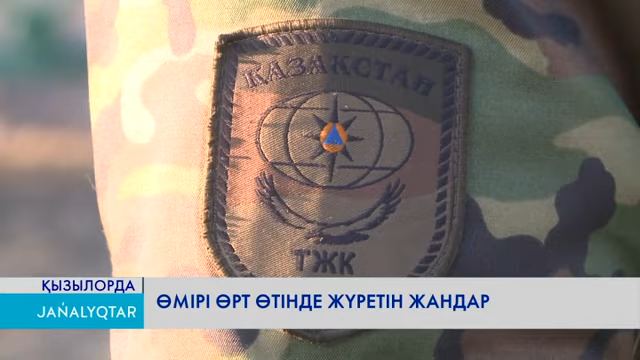 ҚАЗАҚСТАН
ТЖК
ҚЫЗЫЛОРДА
JAŃALYQTAR
ӨМІРІ ӨРТ ӨТІНДЕ ЖҮРЕТІН ЖАНДАР